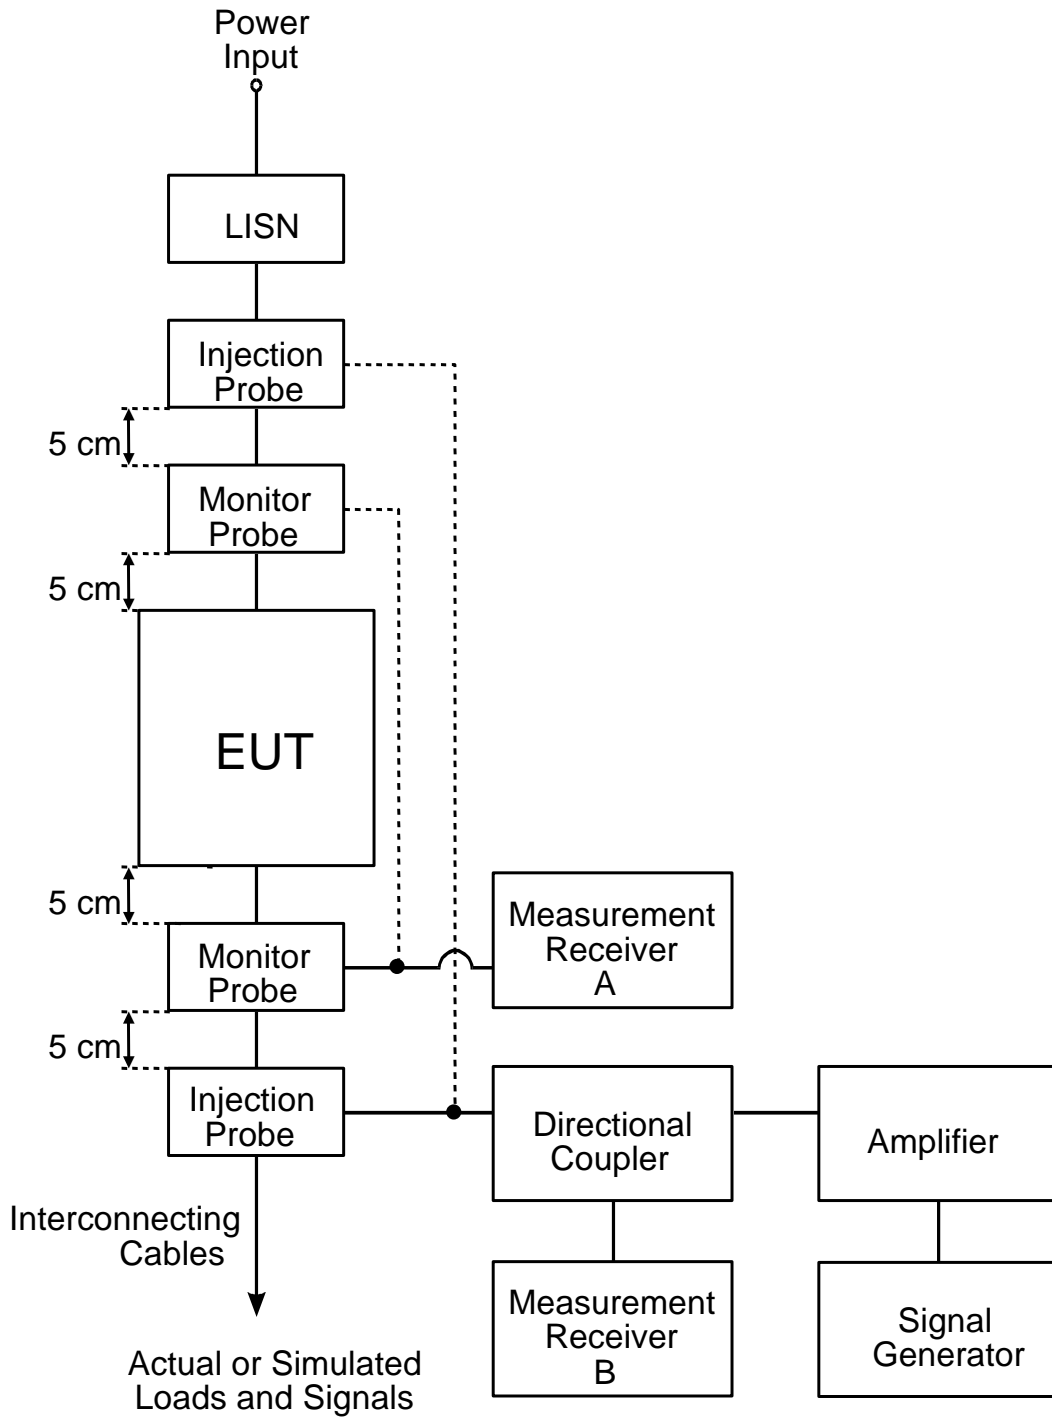 Power
Input
LISN
Injection
Probe
5 cm
Monitor
Probe
5 cm
EUT
5 cm
Monitor
Probe
Measurement
Receiver
A
5 cm
Injection
Probe
Directional
Coupler
Amplifier
Interconnecting
Cables
Measurement
Receiver
B
Signal
Generator
Actual or Simulated
Loads and Signals